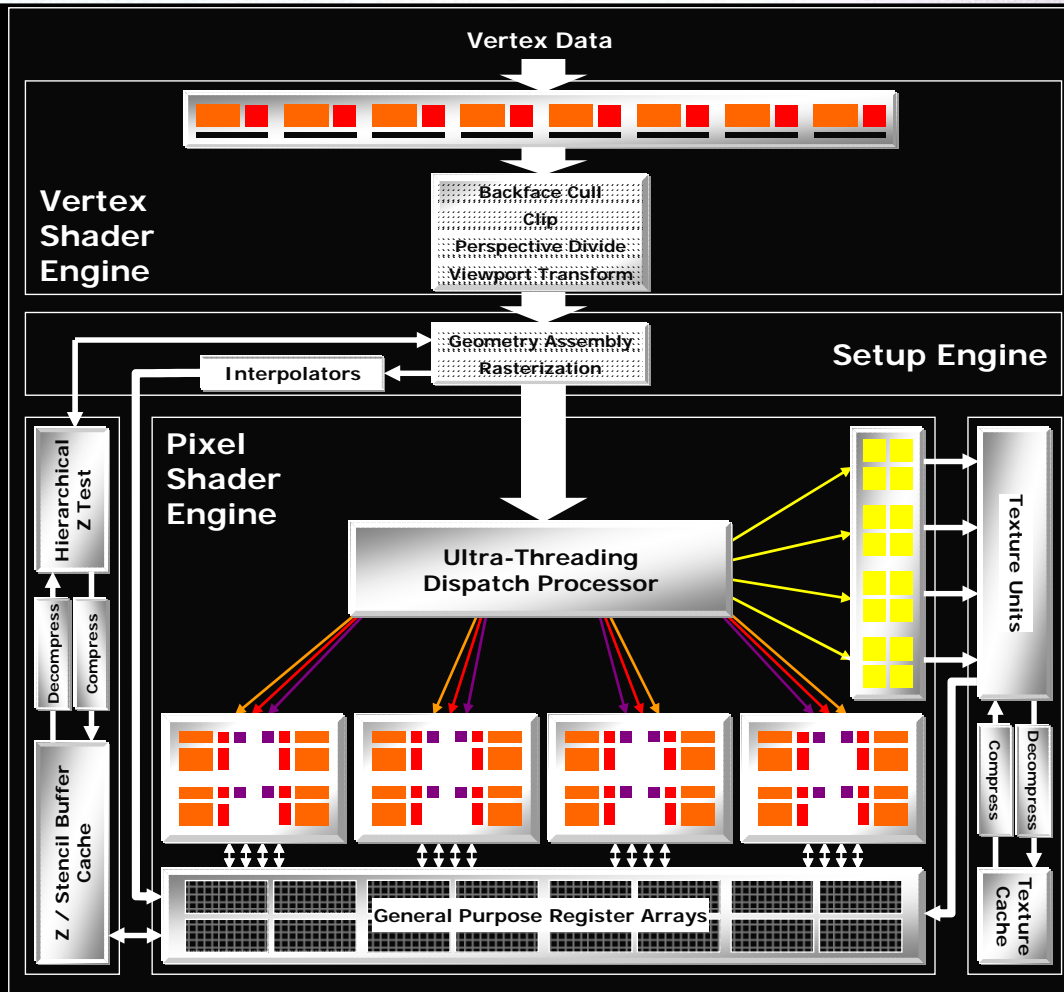 Vertex Data
Vertex
Shader
Engine
Backface Cull
Clip
Perspective Divide
Viewport Transform
Geometry Assembly
Rasterization
Interpolators
Setup Engine
Hierarchical
Z Test
Pixel
Shader
Engine
Ultra-Threading
Dispatch Processor
Texture Units
Decompress
Compress
Compress
Decompress
Z / Stencil Buffer
Cache
General Purpose Register Arrays
Texture
Cache